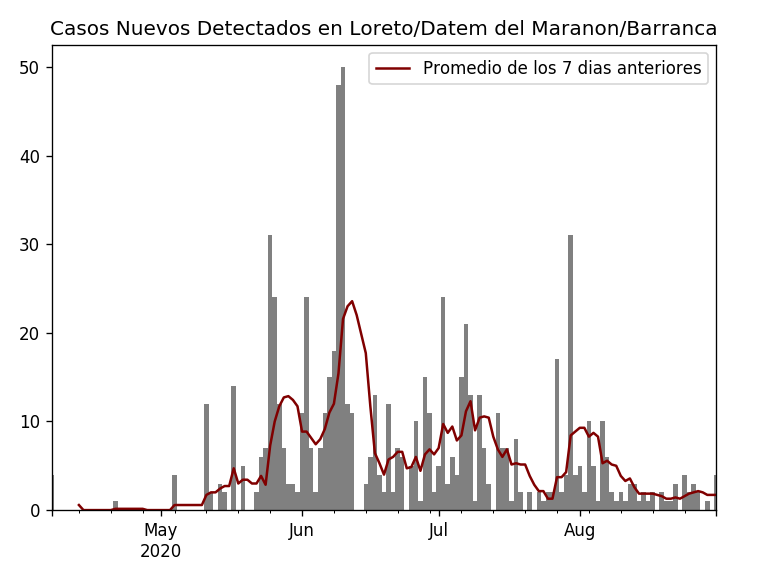 Casos Nuevos Detectados en Loreto/Datem del Maranon/Barranca
Promedio de los 7 dias anteriores
50
40
30
20
10
0
May
2020
Jun
Jul
Aug